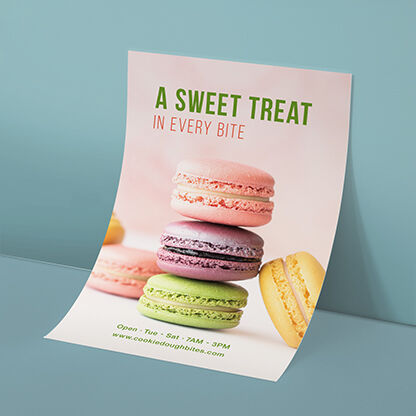 A SWEET TREAT
IN EVERY BITE
Open · Tue - Sat · 7AM - 3PM
www.cookiedoughbites.com